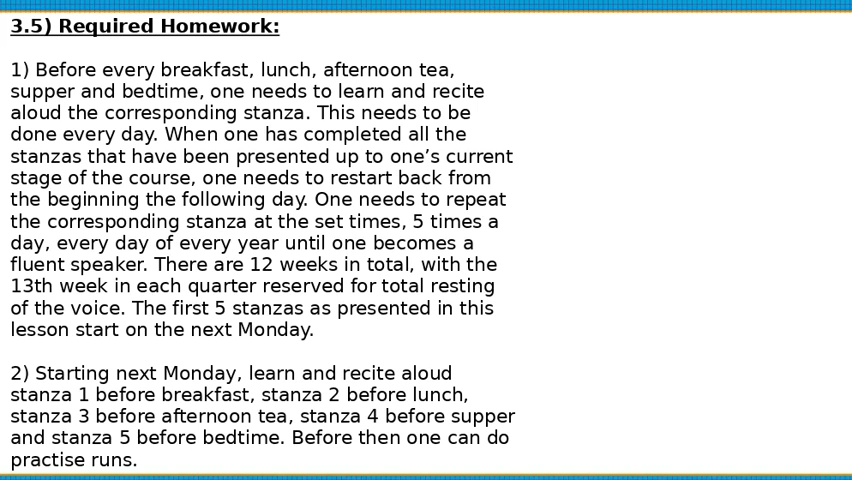 3.5) Required Homework:
1) Before every breakfast, lunch, afternoon tea,
supper and bedtime, one needs to learn and recite
aloud the corresponding stanza. This needs to be
done every day. When one has completed all the
stanzas that have been presented up to one’s current
stage of the course, one needs to restart back from
the beginning the following day. One needs to repeat
the corresponding stanza at the set times, 5 times a
day, every day of every year until one becomes a
fluent speaker. There are 12 weeks in total, with the
13th week in each quarter reserved for total resting
of the voice. The first 5 stanzas as presented in this
lesson start on the next Monday.
2) Starting next Monday, learn and recite aloud
stanza 1 before breakfast, stanza 2 before lunch,
stanza 3 before afternoon tea, stanza 4 before supper
and stanza 5 before bedtime. Before then one can do
practise runs.